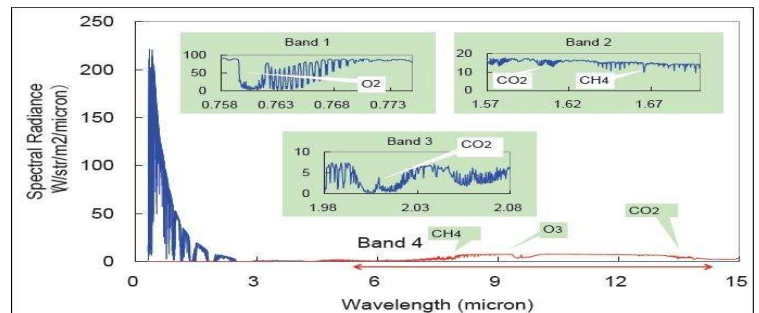 Spectral Radiance
W/str/m2/micron
250
200
150
100
50
0
0 3 6 9 12 15
Wavelength (micron)
Band 1
100
50
0
O2
0.758 0.763 0.768 0.773
Band 2
20
10
0
CO2 CH4
1.57 1.62 1.67
Band 3
10
5
0
CO2
1.98 2.03 2.08
Band 4
CH4
O3
CO2